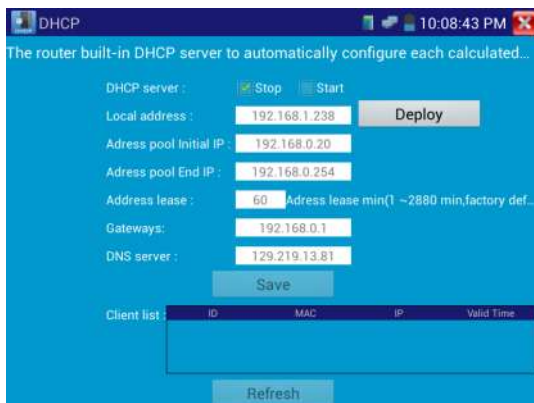 DHCP 10:08:43 PM
The router built-in DHCP server to automatically configure each calculated...
DHCP server : Stop Start
Local address : 192.168.1.238 Deploy
Adress pool Initial IP : 192.168.0.20
Adress pool End IP : 192.168.0.254
Address lease : 60 Adress lease min(1 ~2880 min,factory def...
Gateways: 192.168.0.1
DNS server : 129.219.13.81
Save
Client list : ID MAC IP Valid Time
Refresh